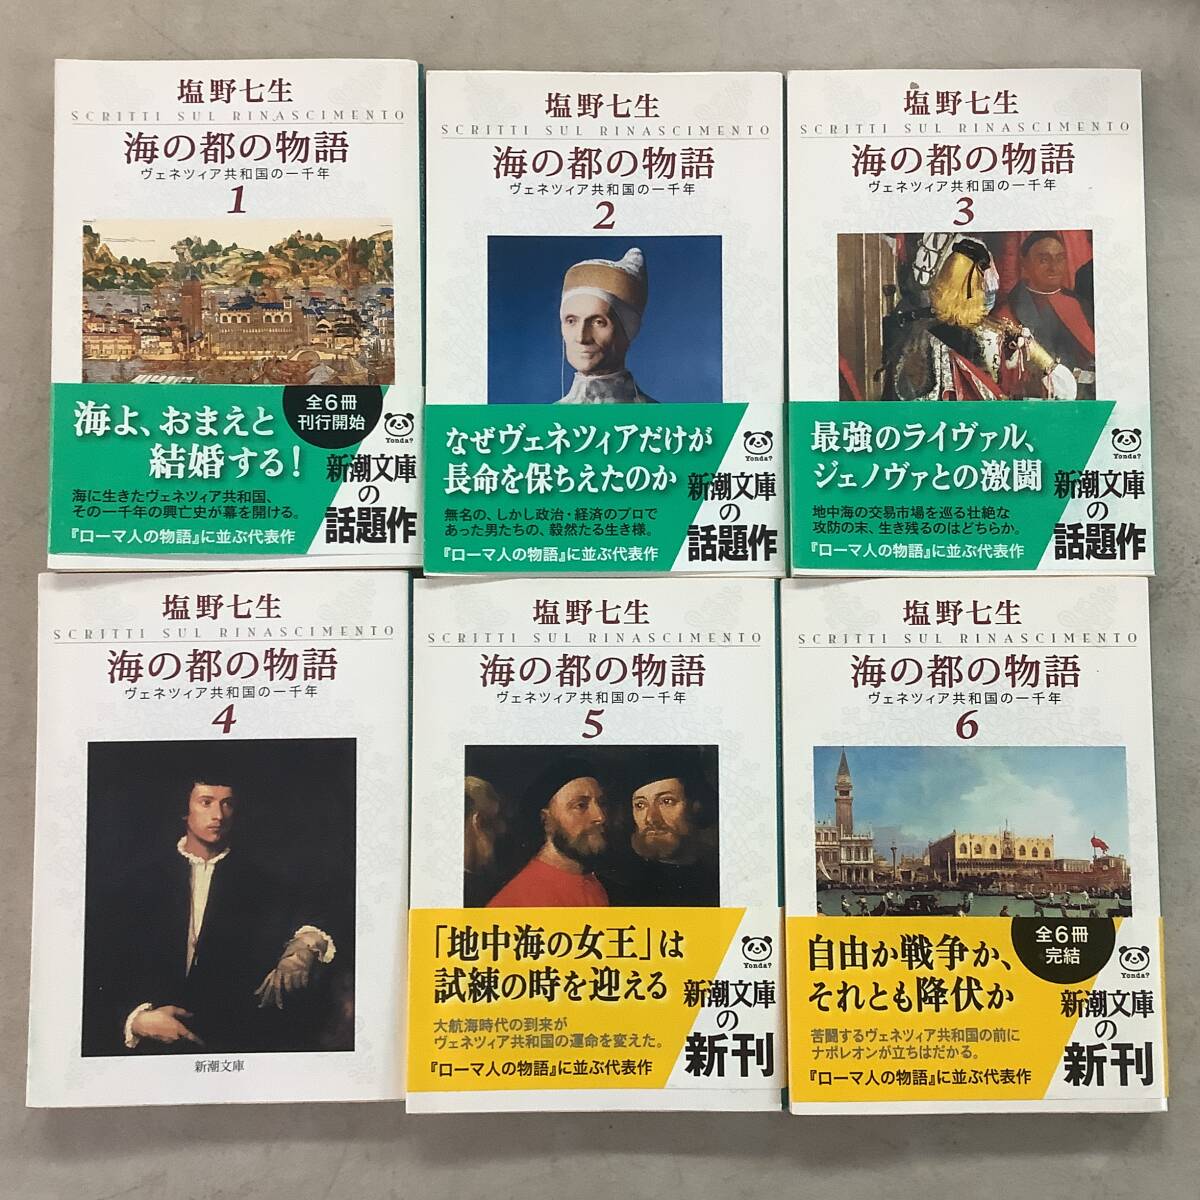 塩野七生
SCRITTI SUL RINASCIMENTO
海の都の物語
ヴェネツィア共和国の一千年
1
全6冊
刊行開始
海よ、おまえと
結婚する!
海に生きたヴェネツィア共和国、
その一千年の興亡史が幕を開ける。
『ローマ人の物語』に並ぶ代表作
Yonda?
新潮文庫
の
話題作
塩野七生
SCRITTI SUL RINASCIMENTO
海の都の物語
ヴェネツィア共和国の一千年
2
なぜヴェネツィアだけが
長命を保ちえたのか
無名の、しかし政治・経済のプロで
あった男たちの、毅然たる生き様。
『ローマ人の物語』に並ぶ代表作
Yonda?
新潮文庫
の
話題作
塩野七生
SCRITTI SUL RINASCIMENTO
海の都の物語
ヴェネツィア共和国の一千年
3
最強のライヴァル、
ジェノヴァとの激闘
地中海の交易市場を巡る壮絶な
攻防の末、生き残るのはどちらか。
『ローマ人の物語』に並ぶ代表作
Yonda?
新潮文庫
の
話題作
塩野七生
SCRITTI SUL RINASCIMENTO
海の都の物語
ヴェネツィア共和国の一千年
4
新潮文庫
塩野七生
SCRITTI SUL RINASCIMENTO
海の都の物語
ヴェネツィア共和国の一千年
5
「地中海の女王」は
試練の時を迎える
大航海時代の到来が
ヴェネツィア共和国の運命を変えた。
『ローマ人の物語』に並ぶ代表作
Yonda?
新潮文庫
の
新刊
塩野七生
SCRITTI SUL RINASCIMENTO
海の都の物語
ヴェネツィア共和国の一千年
6
全6冊
完結
自由か戦争か、
それとも降伏か
苦闘するヴェネツィア共和国の前に
ナポレオンが立ちはだかる。
『ローマ人の物語』に並ぶ代表作
Yonda?
新潮文庫
の
新刊